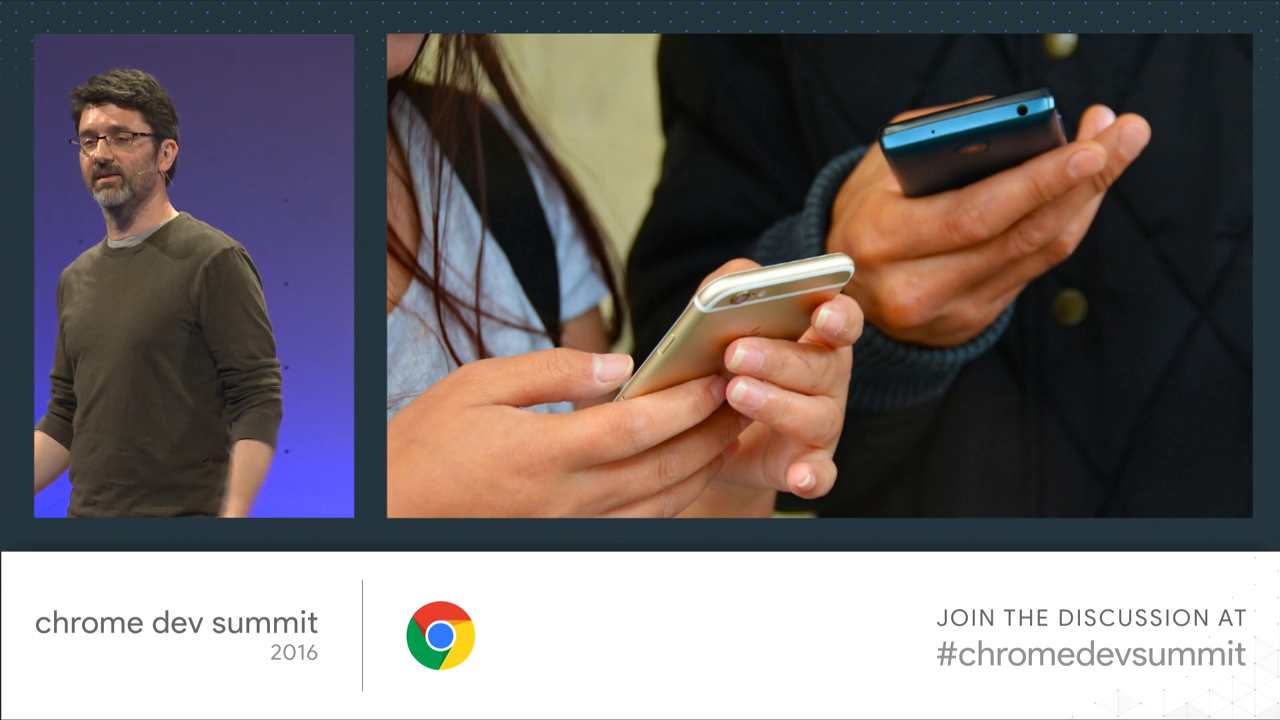 chrome dev summit
2016
JOIN THE DISCUSSION AT
#chromedevsummit